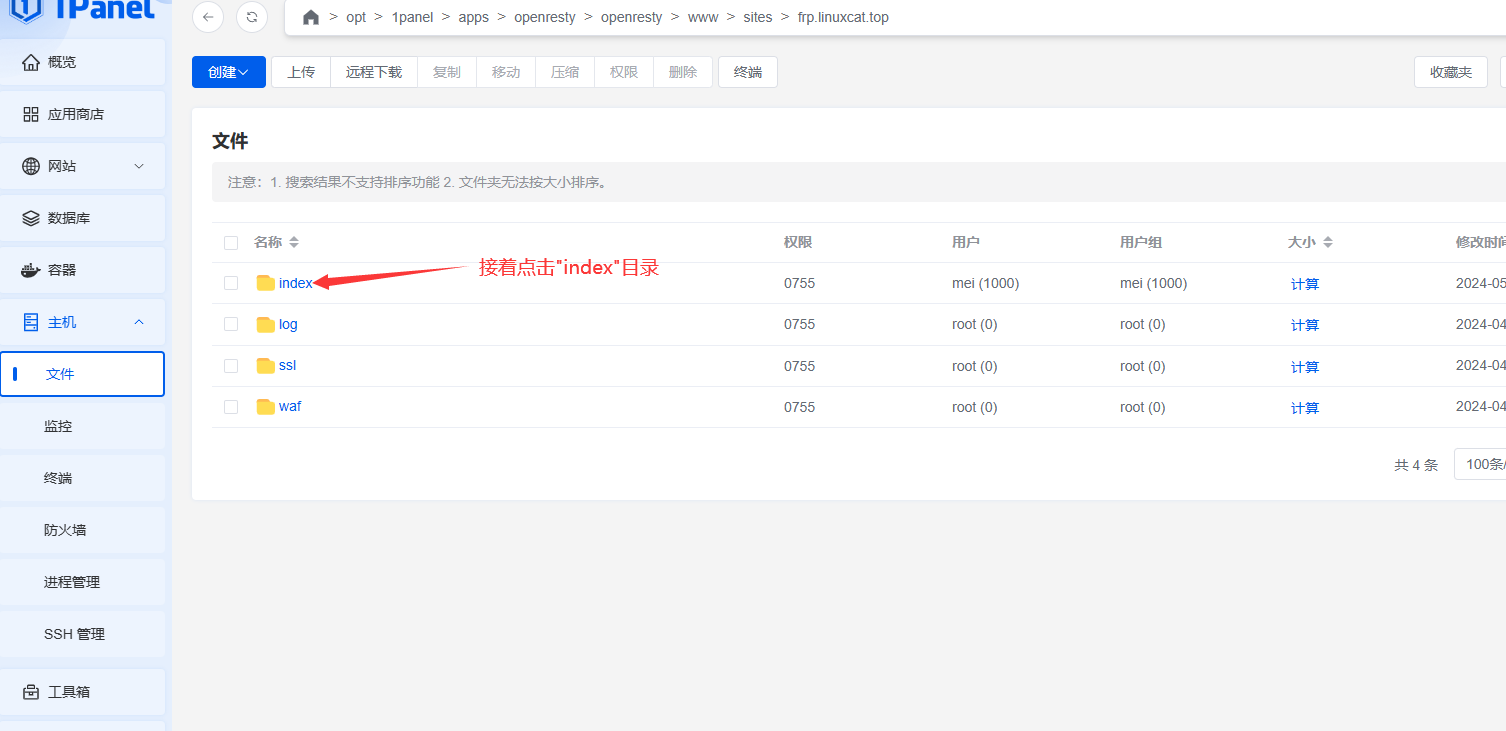 1Panel
> opt > 1panel > apps > openresty > openresty > www > sites > frp.linuxcat.top
概览
创建 上传 远程下载 复制 移动 压缩 权限 删除 终端 收藏夹
应用商店
文件
网站
注意：1. 搜索结果不支持排序功能 2. 文件夹无法按大小排序。
数据库
名称 权限 用户 用户组 大小 修改时间
容器
接着点击"index"目录
index 0755 mei (1000) mei (1000) 计算 2024-05
主机
log 0755 root (0) root (0) 计算 2024-04
文件
ssl 0755 root (0) root (0) 计算 2024-04
waf 0755 root (0) root (0) 计算 2024-04
监控
共 4 条 100条/
终端
防火墙
进程管理
SSH 管理
工具箱